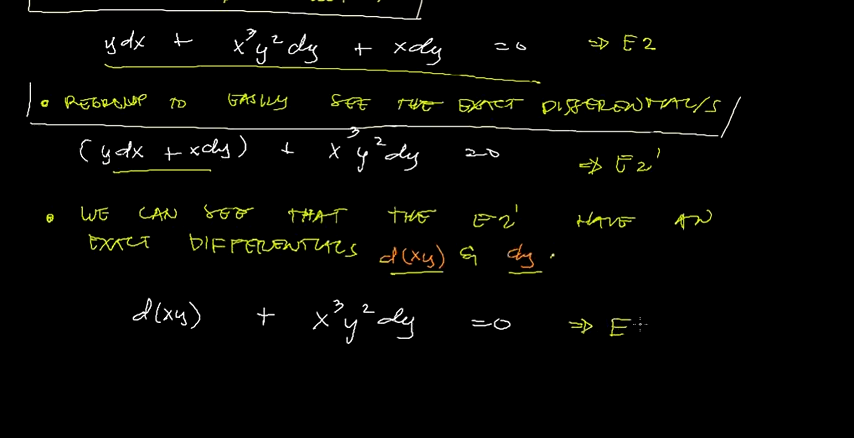 ydx + x³y²dy + xdy = 0 ⇒ E2
• REGROUP TO EASILY SEE THE EXACT DIFFERENTIAL/S
(ydx + xdy) + x³y²dy = 0 ⇒ E2'
• WE CAN SEE THAT THE E2' HAVE AN
EXACT DIFFERENTIALS d(xy) & dy.
d(xy) + x³y²dy = 0 ⇒ E